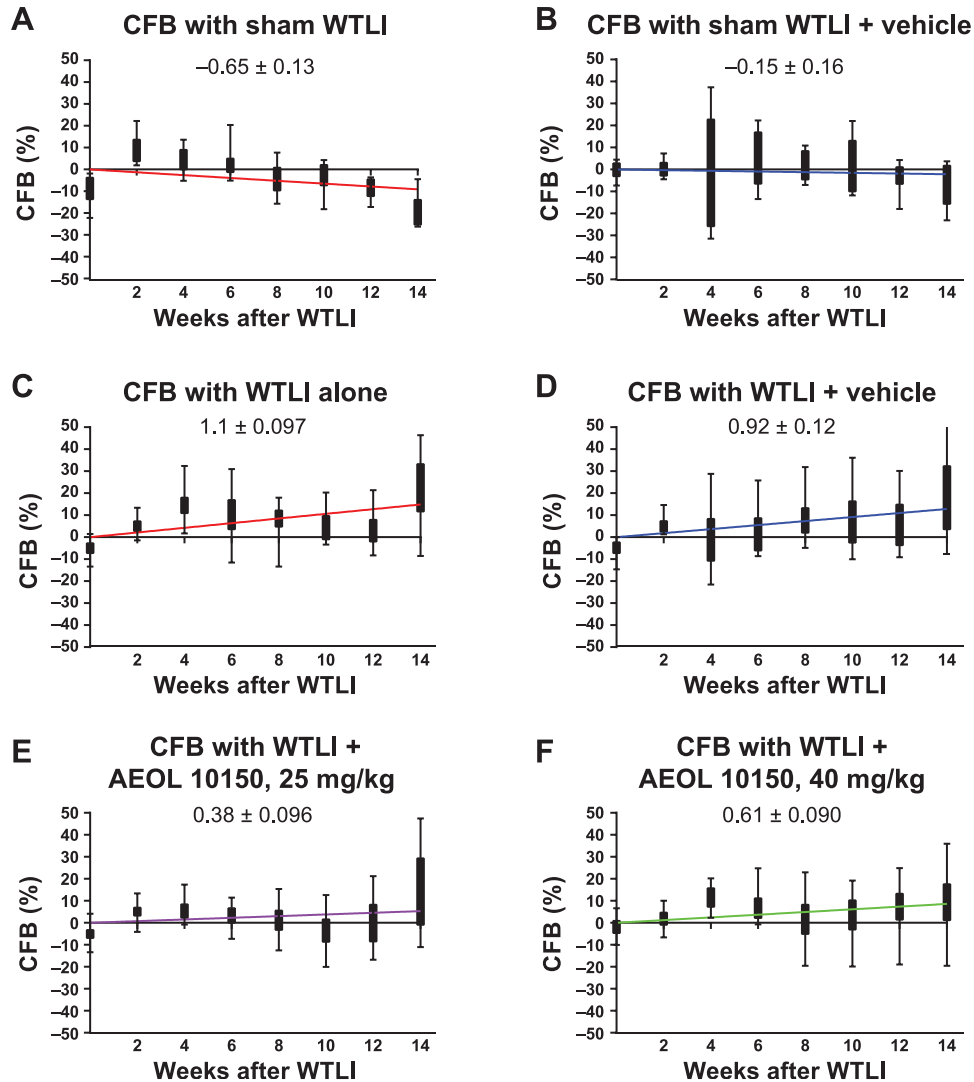 A
CFB with sham WTLI
–0.65 ± 0.13
50
40
30
20
10
0
–10
–20
–30
–40
–50
CFB (%)
2 4 6 8 10 12 14
Weeks after WTLI
B
CFB with sham WTLI + vehicle
–0.15 ± 0.16
50
40
30
20
10
0
–10
–20
–30
–40
–50
CFB (%)
2 4 6 8 10 12 14
Weeks after WTLI
C
CFB with WTLI alone
1.1 ± 0.097
50
40
30
20
10
0
–10
–20
–30
–40
–50
CFB (%)
2 4 6 8 10 12 14
Weeks after WTLI
D
CFB with WTLI + vehicle
0.92 ± 0.12
50
40
30
20
10
0
–10
–20
–30
–40
–50
CFB (%)
2 4 6 8 10 12 14
Weeks after WTLI
E
CFB with WTLI +
AEOL 10150, 25 mg/kg
0.38 ± 0.096
50
40
30
20
10
0
–10
–20
–30
–40
–50
CFB (%)
2 4 6 8 10 12 14
Weeks after WTLI
F
CFB with WTLI +
AEOL 10150, 40 mg/kg
0.61 ± 0.090
50
40
30
20
10
0
–10
–20
–30
–40
–50
CFB (%)
2 4 6 8 10 12 14
Weeks after WTLI